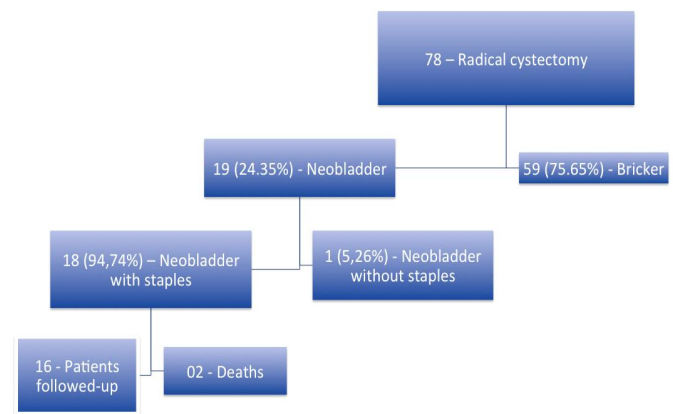 78 – Radical cystectomy
19 (24.35%) - Neobladder
59 (75.65%) - Bricker
18 (94,74%) – Neobladder
with staples
1 (5,26%) - Neobladder
without staples
16 - Patients
followed-up
02 - Deaths